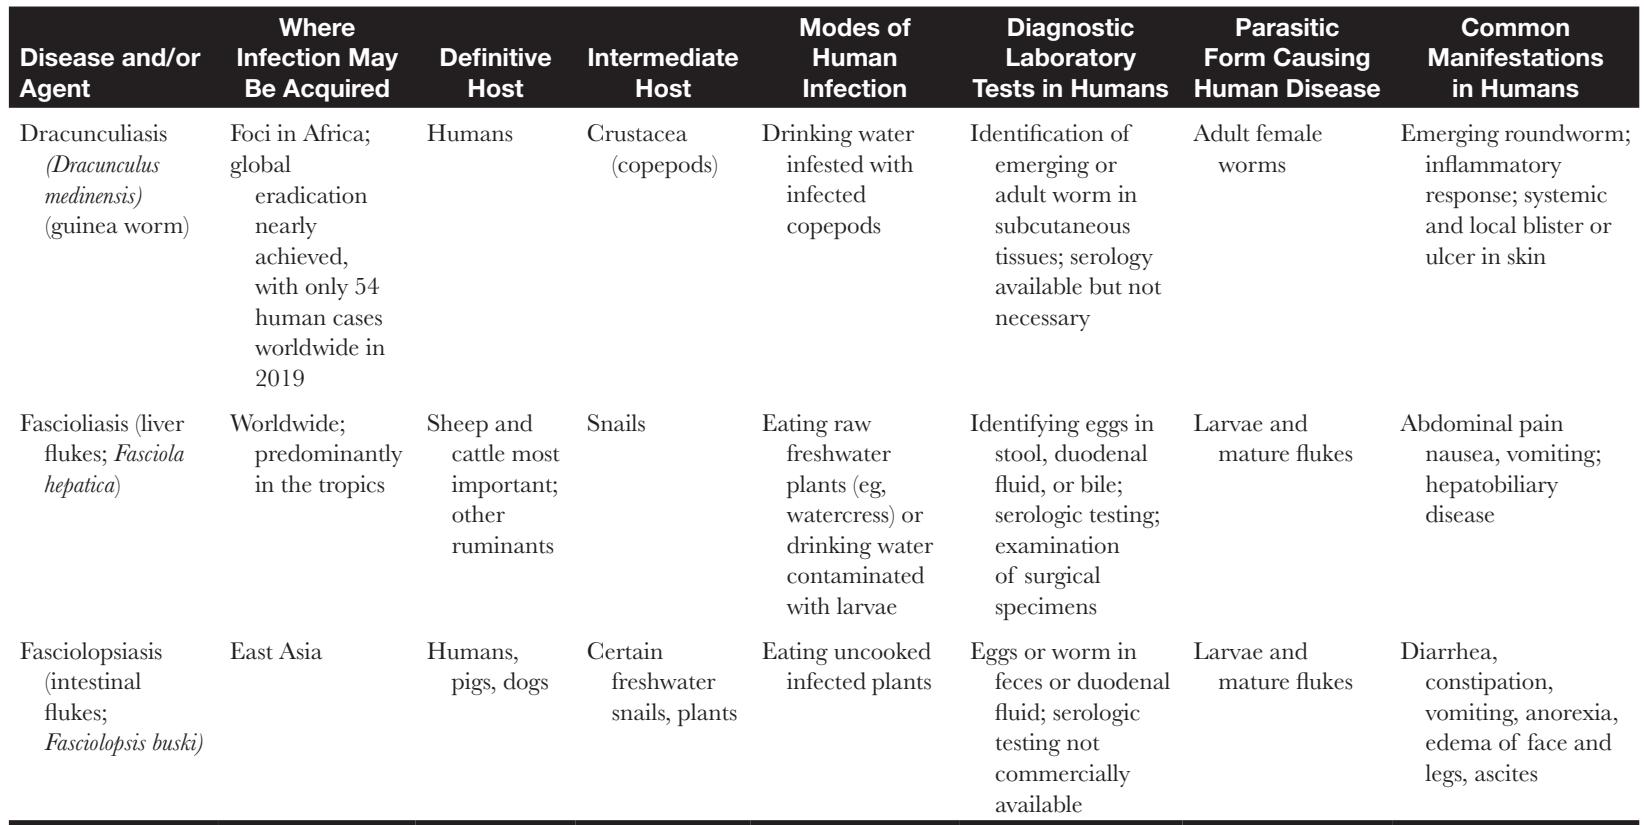 Disease and/or
Agent
Where
Infection May
Be Acquired
Definitive
Host
Intermediate
Host
Modes of
Human
Infection
Diagnostic
Laboratory
Tests in Humans
Parasitic
Form Causing
Human Disease
Common
Manifestations
in Humans
Dracunculiasis
(Dracunculus
medinensis)
(guinea worm)
Foci in Africa;
global
eradication
nearly
achieved,
with only 54
human cases
worldwide in
2019
Humans
Crustacea
(copepods)
Drinking water
infested with
infected
copepods
Identification of
emerging or
adult worm in
subcutaneous
tissues; serology
available but not
necessary
Adult female
worms
Emerging roundworm;
inflammatory
response; systemic
and local blister or
ulcer in skin
Fascioliasis (liver
flukes; Fasciola
hepatica)
Worldwide;
predominantly
in the tropics
Sheep and
cattle most
important;
other
ruminants
Snails
Eating raw
freshwater
plants (eg,
watercress) or
drinking water
contaminated
with larvae
Identifying eggs in
stool, duodenal
fluid, or bile;
serologic testing;
examination
of surgical
specimens
Larvae and
mature flukes
Abdominal pain
nausea, vomiting;
hepatobiliary
disease
Fasciolopsiasis
(intestinal
flukes;
Fasciolopsis buski)
East Asia
Humans,
pigs, dogs
Certain
freshwater
snails, plants
Eating uncooked
infected plants
Eggs or worm in
feces or duodenal
fluid; serologic
testing not
commercially
available
Larvae and
mature flukes
Diarrhea,
constipation,
vomiting, anorexia,
edema of face and
legs, ascites